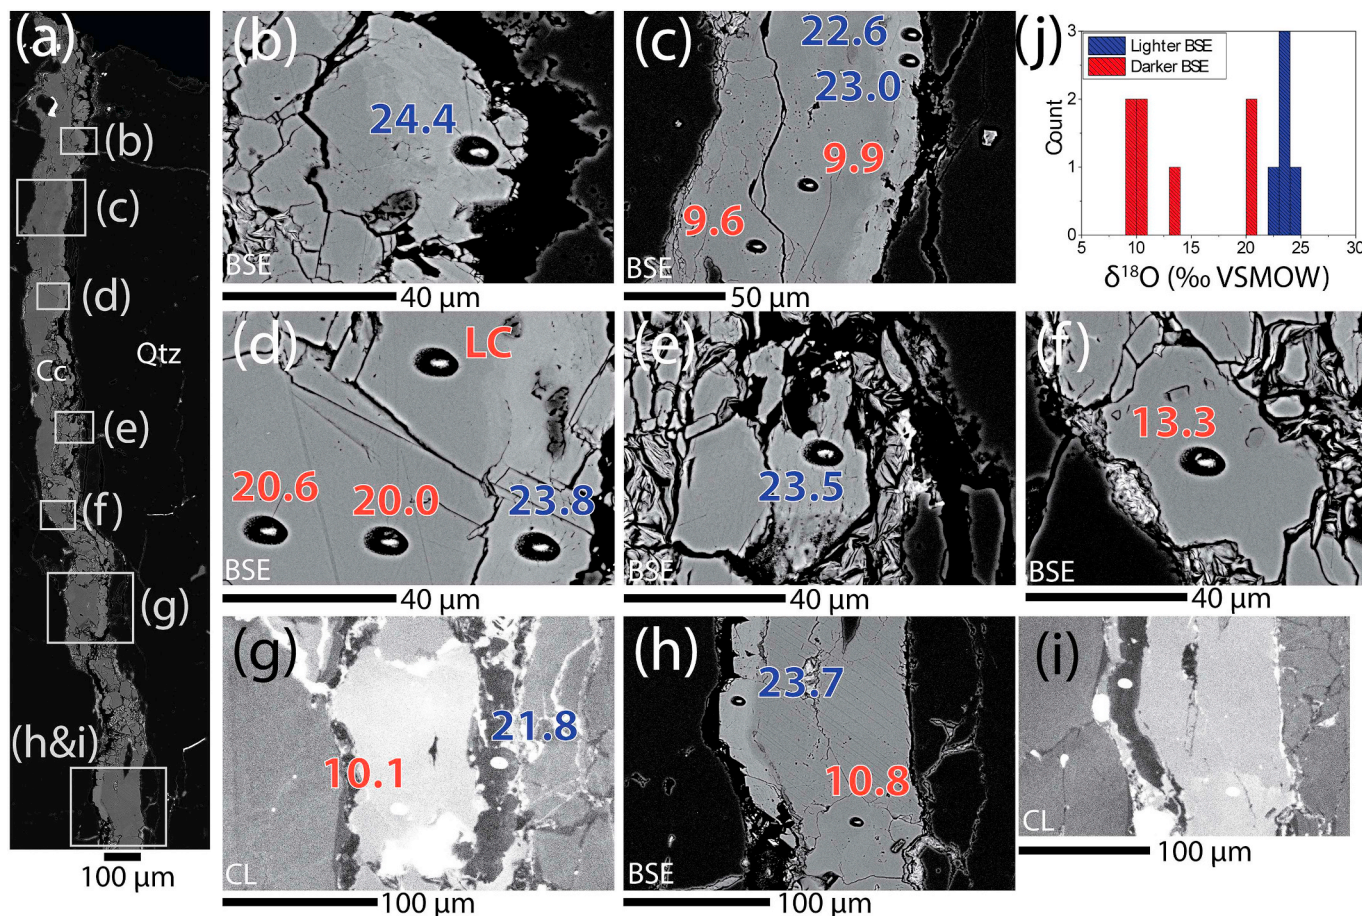 (a)
(b)
(c)
(d)
Cc
Qtz
(e)
(f)
(g)
(h&i)
100 μm
(b)
24.4
BSE
40 μm
(c)
22.6
23.0
9.9
9.6
BSE
50 μm
(j)
Lighter BSE
Darker BSE
Count
3
2
1
0
5
10
15
20
25
30
δ¹⁸O (‰ VSMOW)
(d)
LC
20.6
20.0
23.8
BSE
40 μm
(e)
23.5
BSE
40 μm
(f)
13.3
BSE
40 μm
(g)
21.8
10.1
CL
100 μm
(h)
23.7
10.8
BSE
100 μm
(i)
CL
100 μm